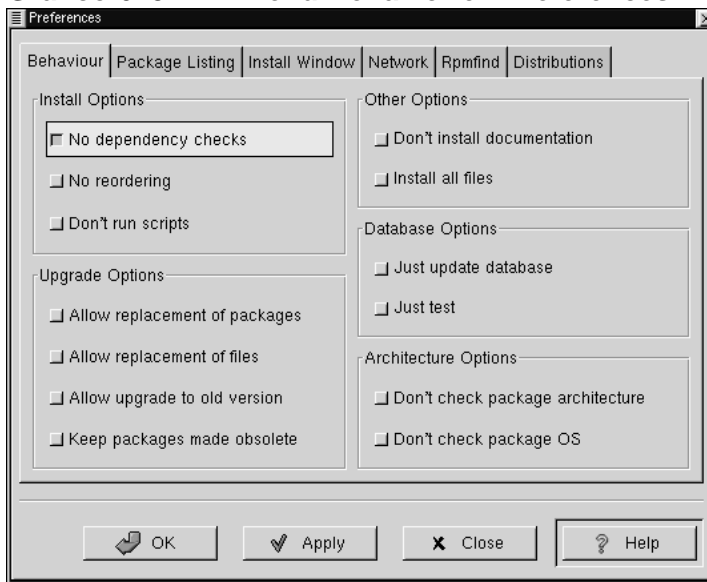 Preferences
Behaviour Package Listing Install Window Network Rpmfind Distributions
Install Options
No dependency checks
No reordering
Don't run scripts
Upgrade Options
Allow replacement of packages
Allow replacement of files
Allow upgrade to old version
Keep packages made obsolete
Other Options
Don't install documentation
Install all files
Database Options
Just update database
Just test
Architecture Options
Don't check package architecture
Don't check package OS
OK Apply Close Help